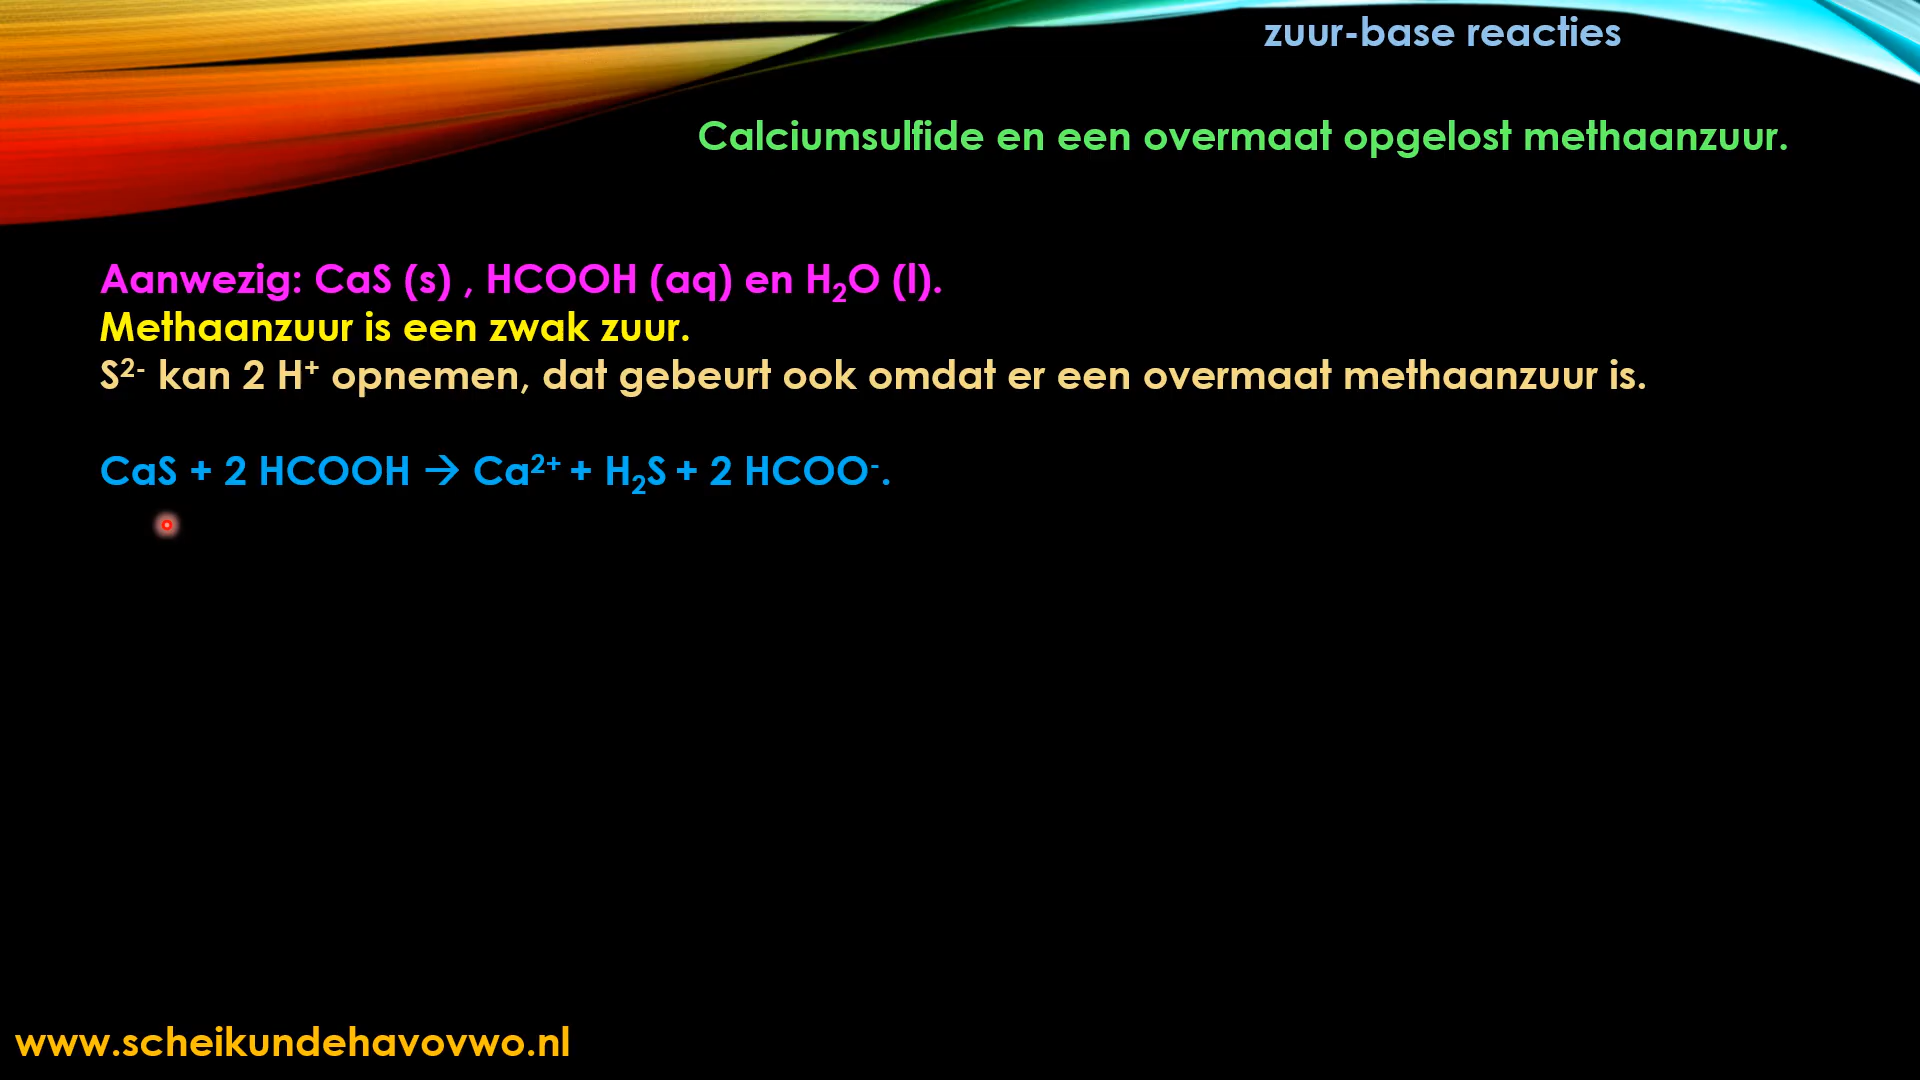 zuur-base reacties
Calciumsulfide en een overmaat opgelost methaanzuur.
Aanwezig: CaS (s) , HCOOH (aq) en H₂O (l).
Methaanzuur is een zwak zuur.
S²⁻ kan 2 H⁺ opnemen, dat gebeurt ook omdat er een overmaat methaanzuur is.
CaS + 2 HCOOH → Ca²⁺ + H₂S + 2 HCOO⁻.
www.scheikundehavovwo.nl